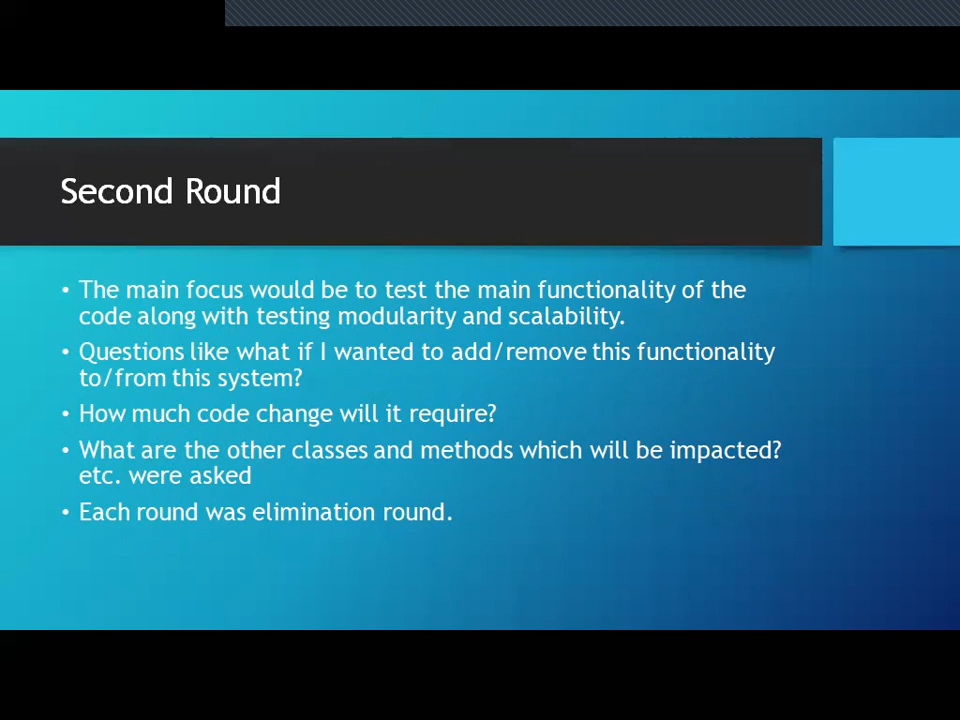 Second Round
• The main focus would be to test the main functionality of the
code along with testing modularity and scalability.
• Questions like what if I wanted to add/remove this functionality
to/from this system?
• How much code change will it require?
• What are the other classes and methods which will be impacted?
etc. were asked
• Each round was elimination round.